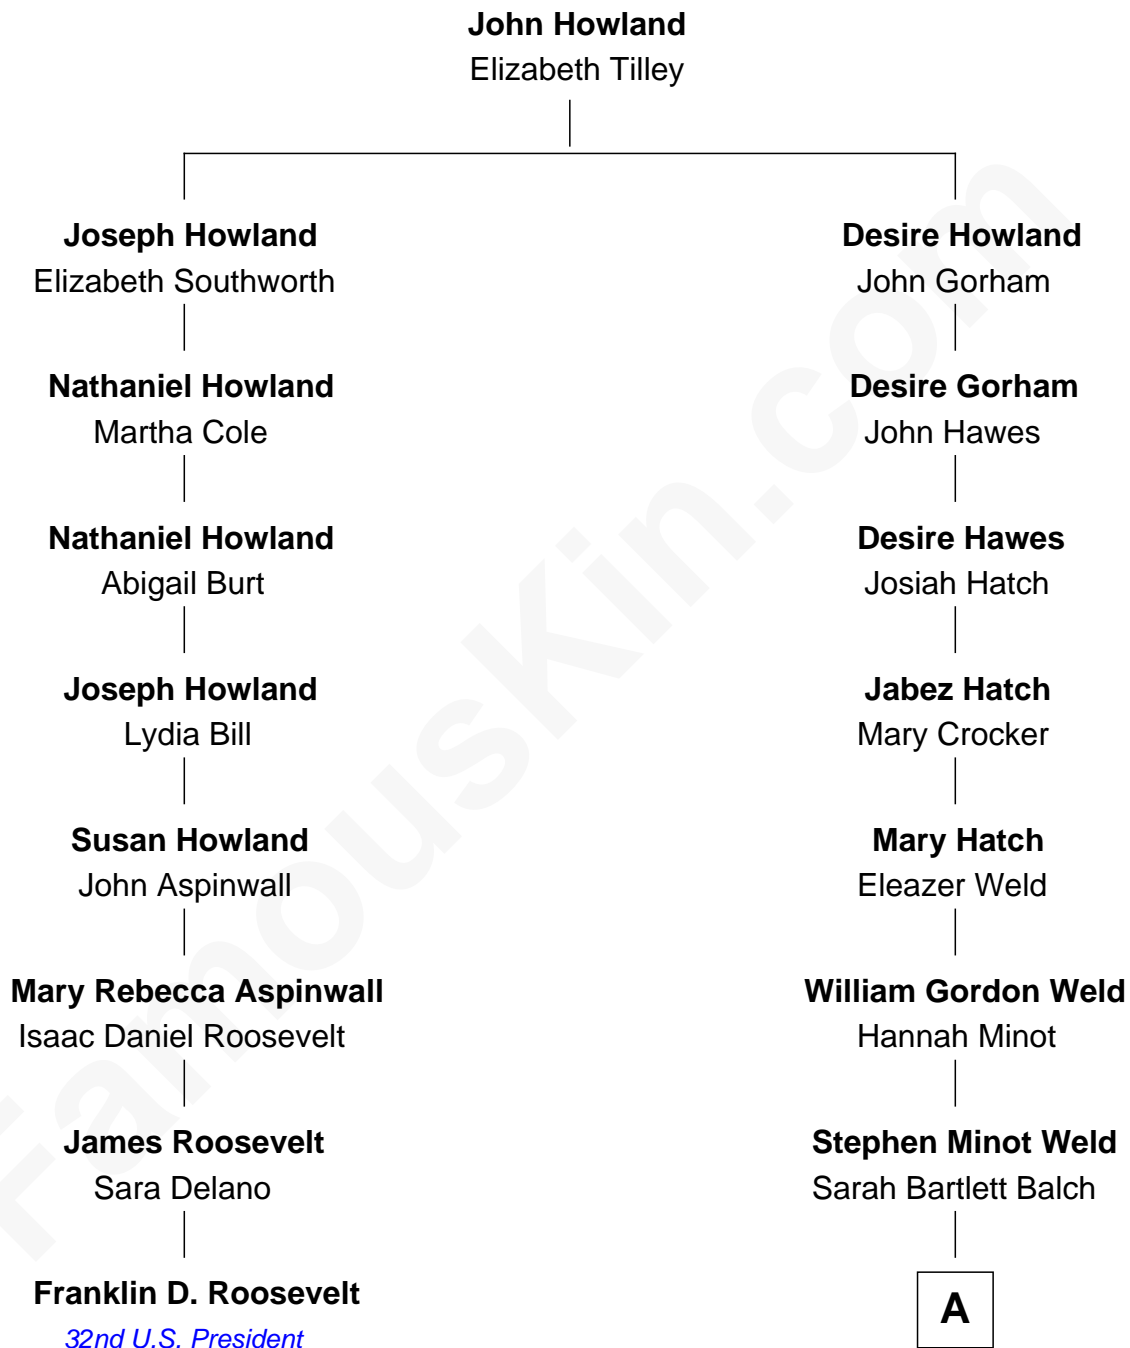 John Howland
Elizabeth Tilley
Joseph Howland
Elizabeth Southworth
Desire Howland
John Gorham
Nathaniel Howland
Martha Cole
Desire Gorham
John Hawes
Nathaniel Howland
Abigail Burt
Desire Hawes
Josiah Hatch
Joseph Howland
Lydia Bill
Jabez Hatch
Mary Crocker
Susan Howland
John Aspinwall
Mary Hatch
Eleazer Weld
Mary Rebecca Aspinwall
Isaac Daniel Roosevelt
William Gordon Weld
Hannah Minot
James Roosevelt
Sara Delano
Stephen Minot Weld
Sarah Bartlett Balch
Franklin D. Roosevelt
32nd U.S. President
A
FamousKin.com